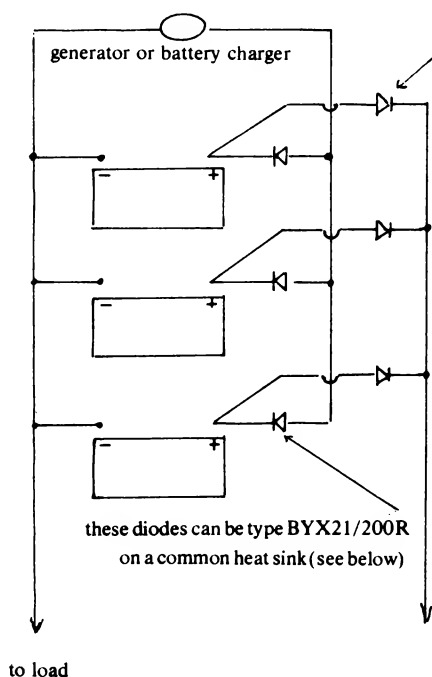 generator or battery charger
− +
− +
− +
these diodes can be type BYX21/200R
on a common heat sink (see below)
to load